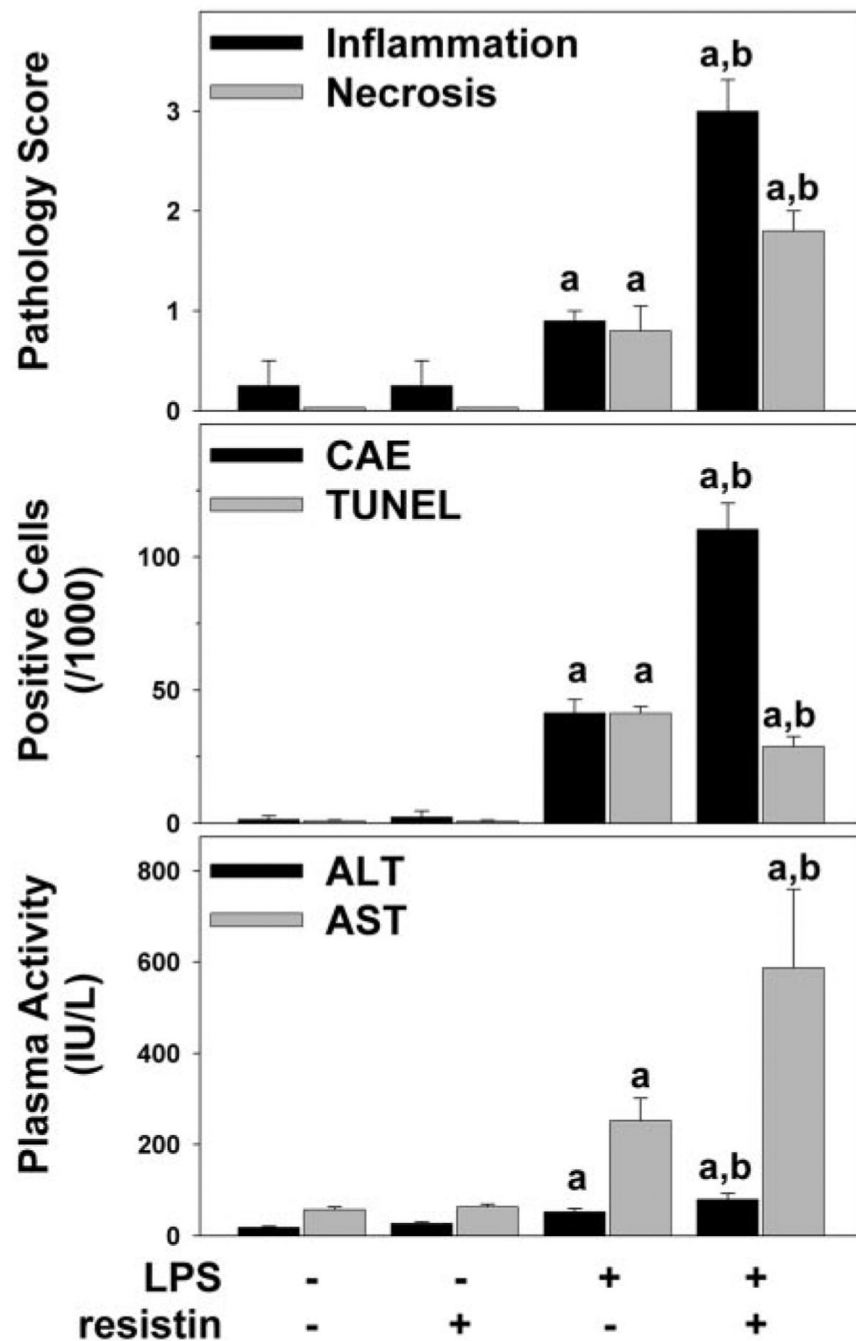 Pathology Score
Inflammation
Necrosis
3
2
1
0
a
a
a,b
a,b
Positive Cells
(/1000)
CAE
TUNEL
100
50
0
a
a
a,b
a,b
Plasma Activity
(IU/L)
ALT
AST
800
600
400
200
0
a
a
a,b
a,b
LPS - - + +
resistin - + - +